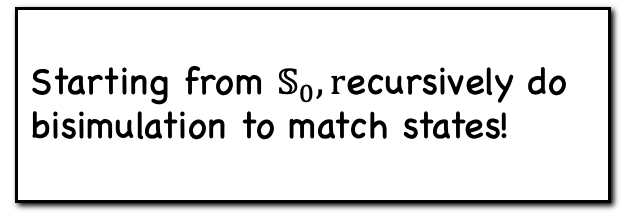 Starting from 𝕊₀, recursively do
bisimulation to match states!